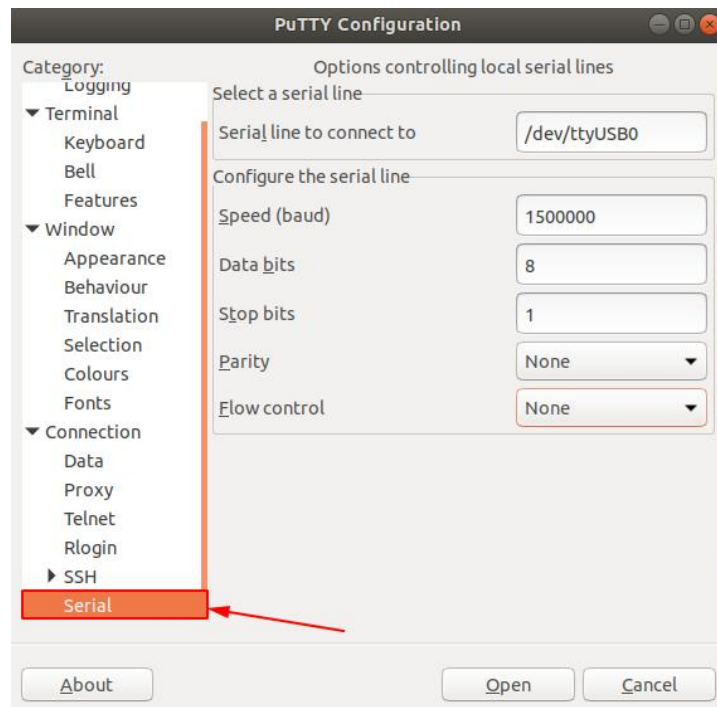 PuTTY Configuration
Category:
Logging
Terminal
Keyboard
Bell
Features
Window
Appearance
Behaviour
Translation
Selection
Colours
Fonts
Connection
Data
Proxy
Telnet
Rlogin
SSH
Serial
Options controlling local serial lines
Select a serial line
Serial line to connect to /dev/ttyUSB0
Configure the serial line
Speed (baud) 1500000
Data bits 8
Stop bits 1
Parity None
Flow control None
About Open Cancel